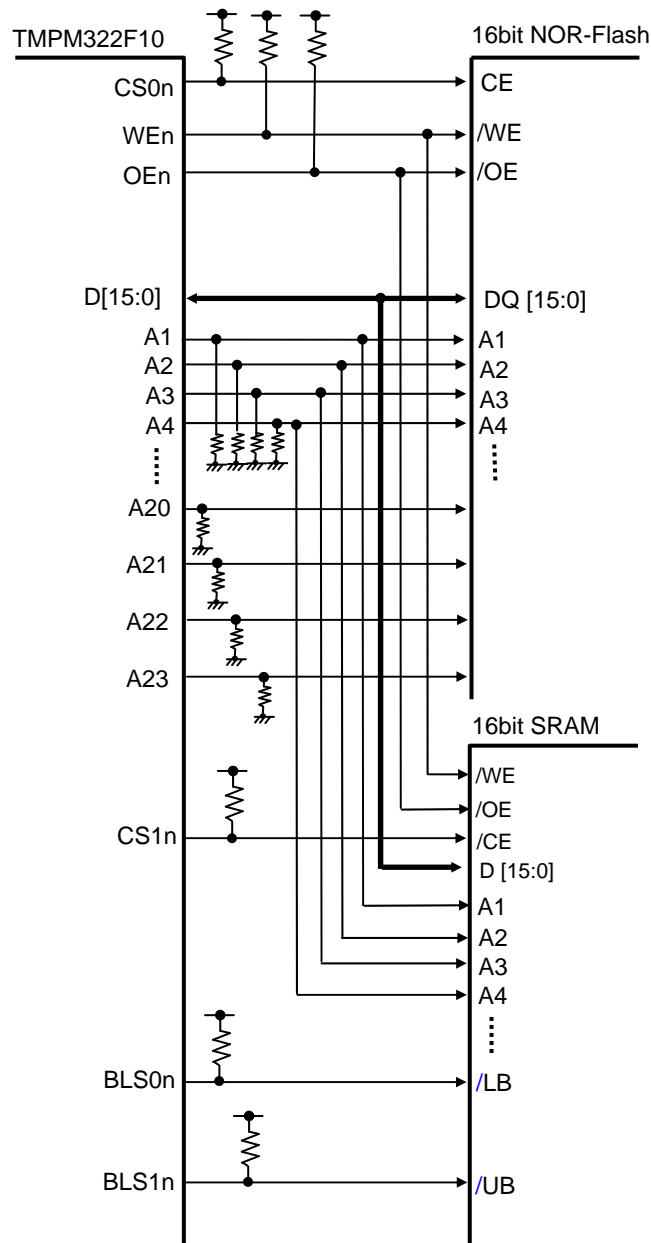 TMPM322F10
16bit NOR-Flash
CS0n
CE
WEn
/WE
OEn
/OE
D[15:0]
DQ [15:0]
A1
A1
A2
A2
A3
A3
A4
A4
A20
A21
A22
A23
16bit SRAM
/WE
/OE
CS1n
/CE
D [15:0]
A1
A2
A3
A4
BLS0n
/LB
BLS1n
/UB